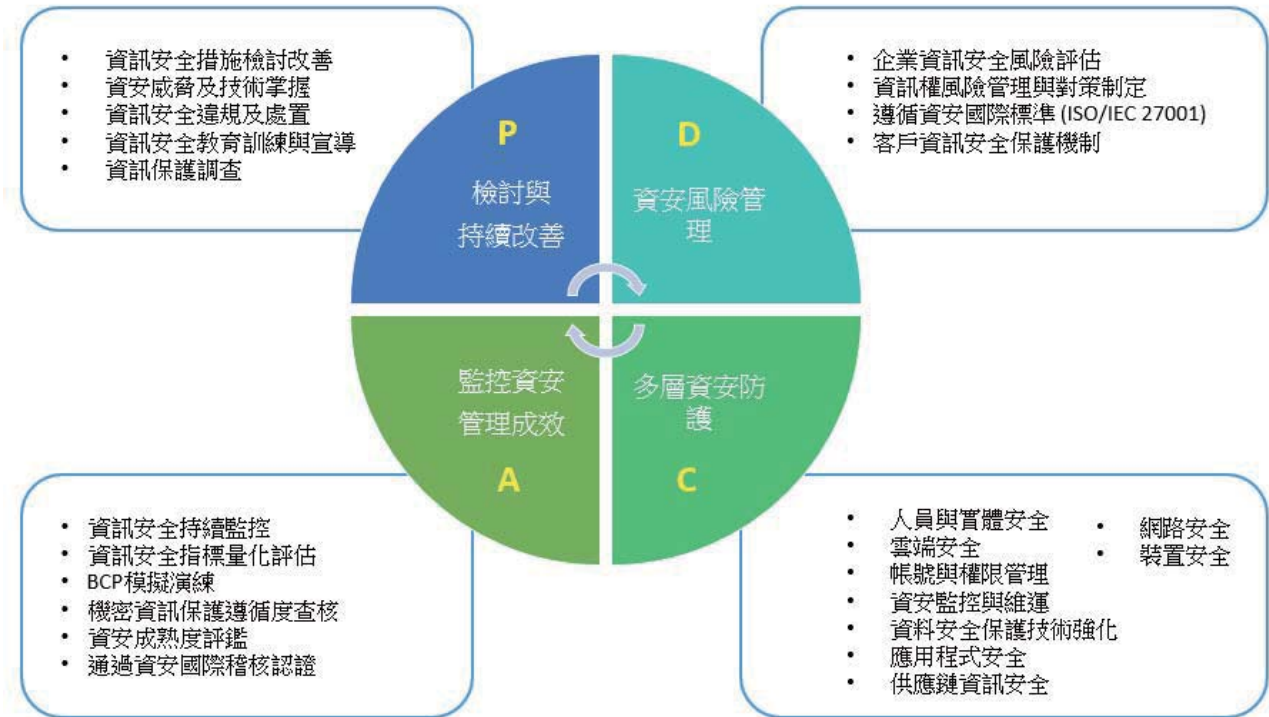 資訊安全措施檢討改善
資安威脅及技術掌握
資訊安全違規及處置
資訊安全教育訓練與宣導
資訊保護調查
企業資訊安全風險評估
資訊權風險管理與對策制定
遵循資安國際標準 (ISO/IEC 27001)
客戶資訊安全保護機制
P
檢討與
持續改善
D
資安風險管
理
監控資安
管理成效
A
多層資安防
護
C
資訊安全持續監控
資訊安全指標量化評估
BCP模擬演練
機密資訊保護遵循度查核
資安成熟度評鑑
通過資安國際稽核認證
人員與實體安全
雲端安全
帳號與權限管理
資安監控與維運
資料安全保護技術強化
應用程式安全
供應鏈資訊安全
網路安全
裝置安全